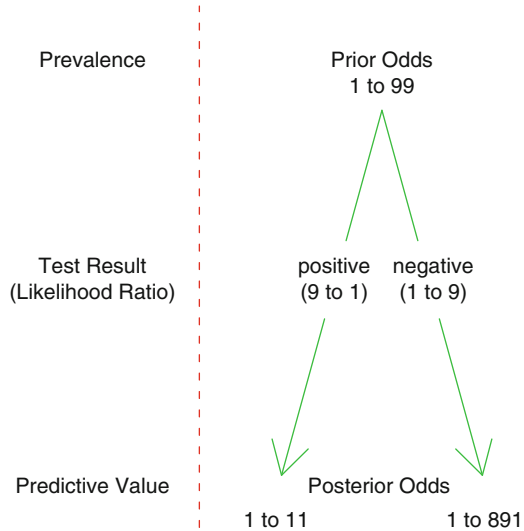 Prevalence
Prior Odds
1 to 99
Test Result
(Likelihood Ratio)
positive
(9 to 1)
negative
(1 to 9)
Predictive Value
Posterior Odds
1 to 11
1 to 891